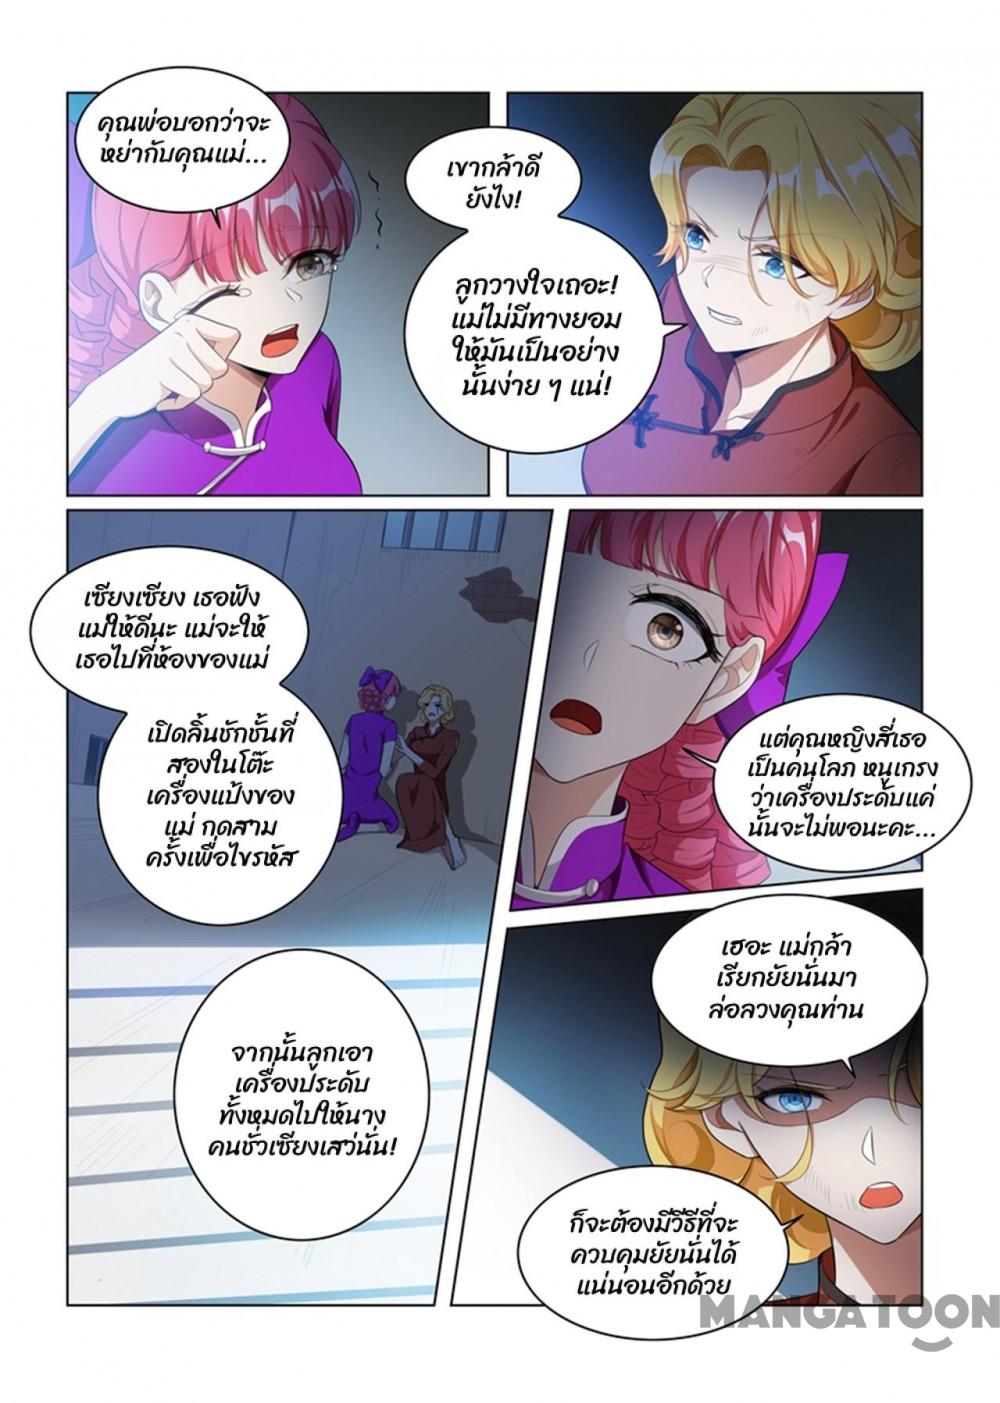 คุณพ่อบอกว่าจะ
หย่ากับคุณแม่...
เขากล้าดี
ยังไง!
ลูกวางใจเถอะ!
แม่ไม่มีทางยอม
ให้มันเป็นอย่าง
นั้นง่าย ๆ แน่!
เซียงเซียง เธอฟัง
แม่ให้ดีนะ แม่จะให้
เธอไปที่ห้องของแม่
เปิดลิ้นชักชั้นที่
สองในโต๊ะ
เครื่องแป้งของ
แม่ กดสาม
ครั้งเพื่อไขรหัส
จากนั้นลูกเอา
เครื่องประดับ
ทั้งหมดไปให้นาง
คนชั่วเซียงเสว่นั่น!
แต่คุณหญิงสี่เธอ
เป็นคนโลภ หนูเกรง
ว่าเครื่องประดับแค่
นั้นจะไม่พอนะคะ...
เฮอะ แม่กล้า
เรียกยัยนั่นมา
ล่อลวงคุณท่าน
ก็จะต้องมีวิธีที่จะ
ควบคุมยัยนั่นได้
แน่นอนอีกด้วย
MANGATOON